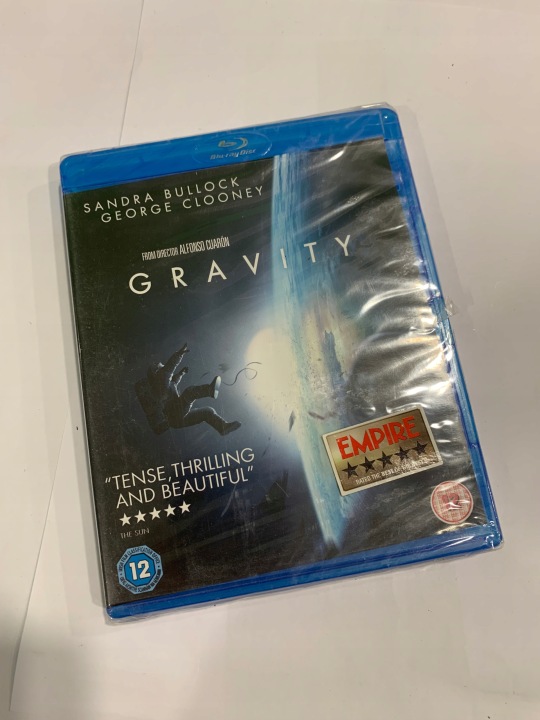 Blu-ray Disc
SANDRA BULLOCK
GEORGE CLOONEY
FROM DIRECTOR ALFONSO CUARÓN
GRAVITY
EMPIRE
"TENSE, THRILLING
AND BEAUTIFUL"
THE SUN
12